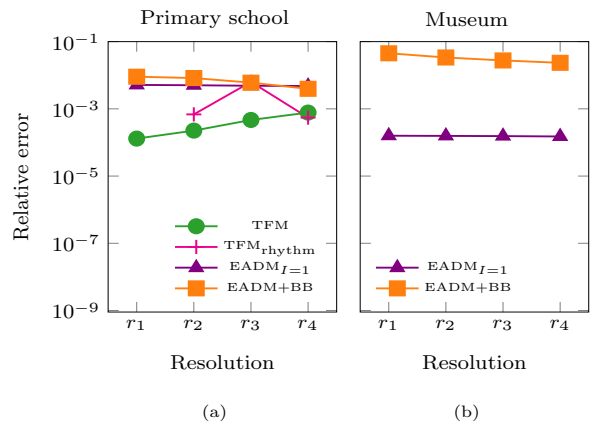 Primary school
Museum
Relative error
10⁻¹
10⁻³
10⁻⁵
10⁻⁷
10⁻⁹
TFM
TFM_rhythm
EADM_I=1
EADM+BB
r₁ r₂ r₃ r₄
Resolution
(a)
EADM_I=1
EADM+BB
r₁ r₂ r₃ r₄
Resolution
(b)